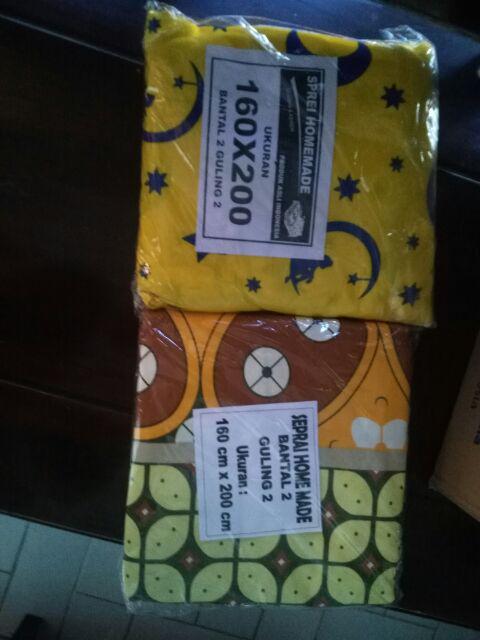 SPREI HOMEMADE
PRODUK ASLI INDONESIA
UKURAN
160X200
BANTAL 2 GULING 2
SEPRAI HOME MADE
BANTAL 2
GULING 2
Ukuran :
160 cm x 200 cm